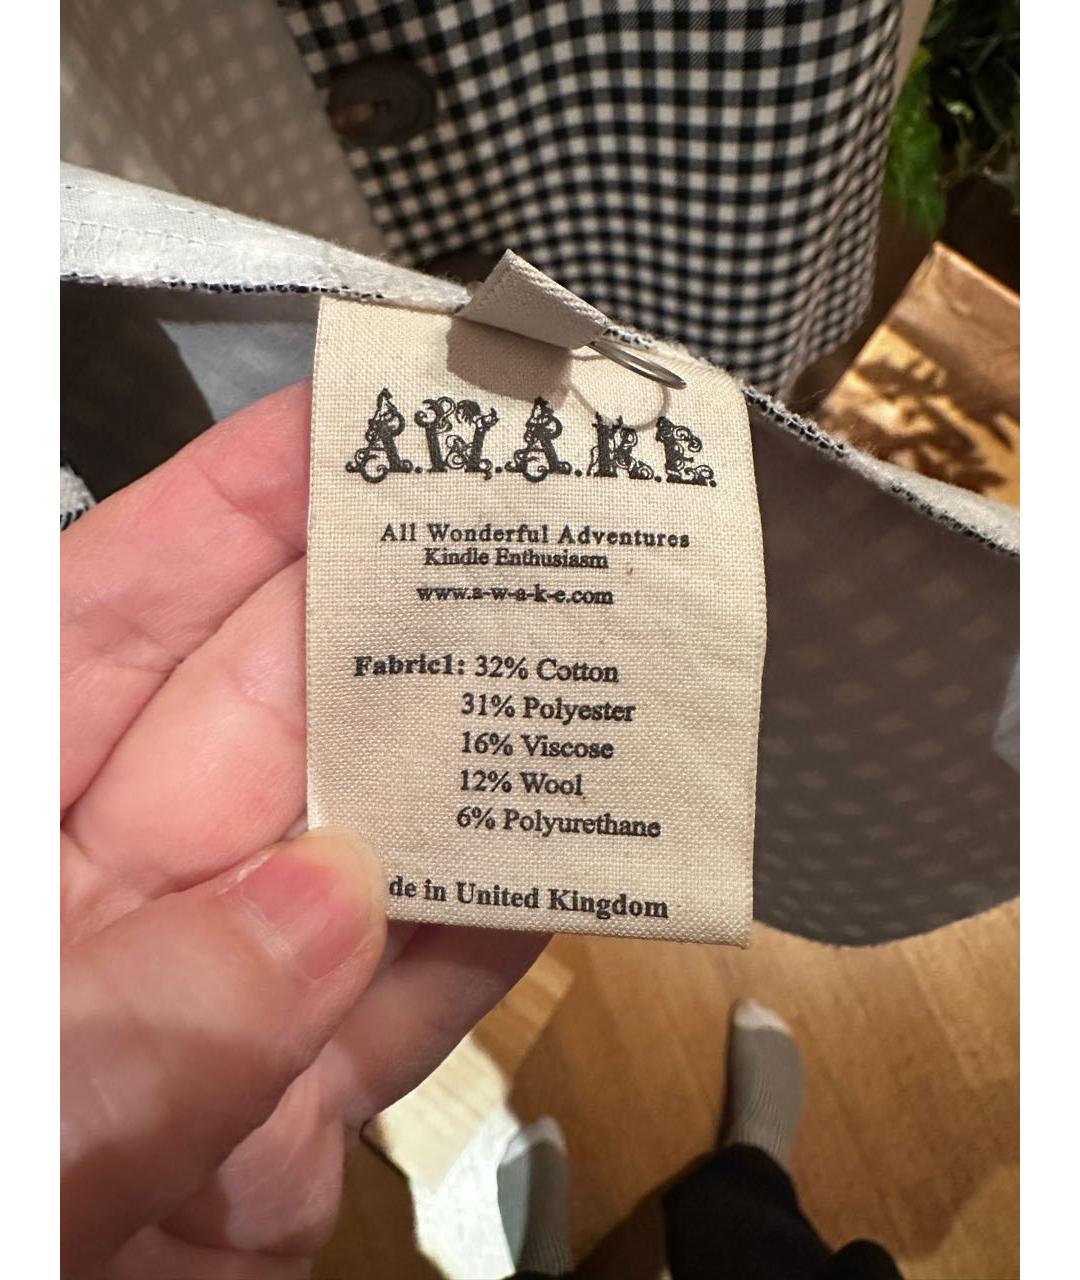 A.W.A.K.E.
All Wonderful Adventures
Kindle Enthusiasm
www.a-w-a-k-e.com
Fabric1: 32% Cotton
31% Polyester
16% Viscose
12% Wool
6% Polyurethane
de in United Kingdom